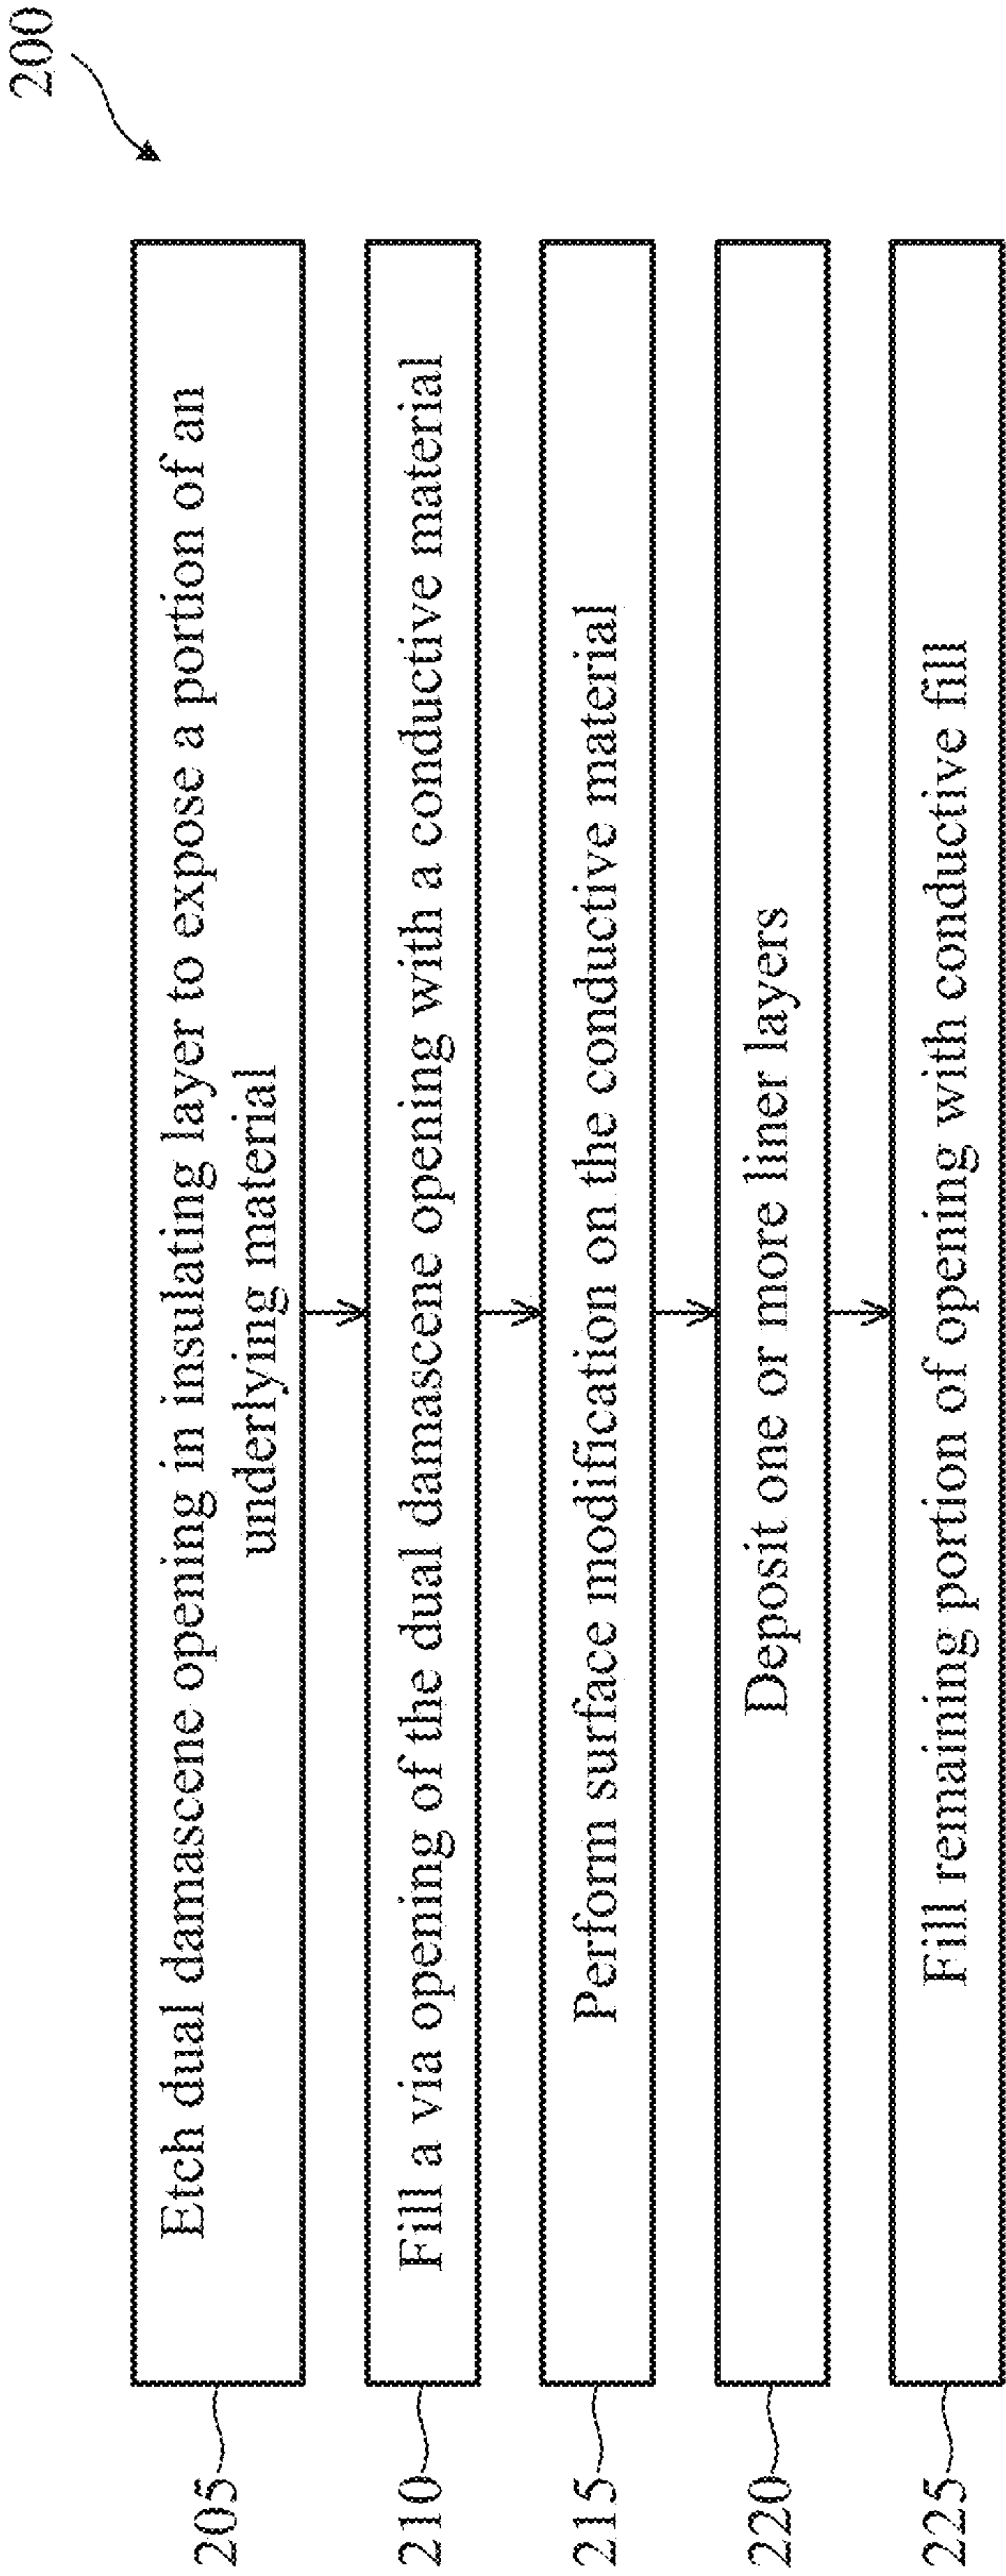 200
205
Etch dual damascene opening in insulating layer to expose a portion of an
underlying material
210
Fill a via opening of the dual damascene opening with a conductive material
215
Perform surface modification on the conductive material
220
Deposit one or more liner layers
225
Fill remaining portion of opening with conductive fill